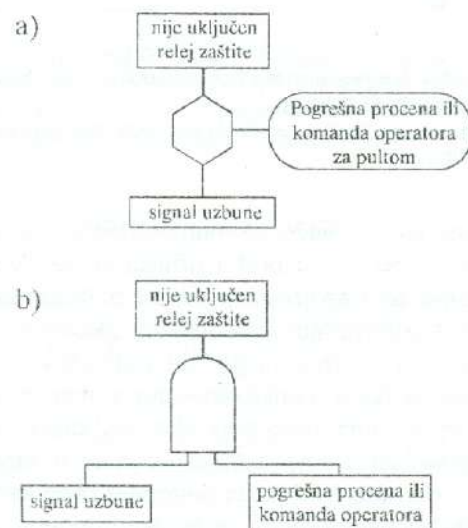 a)
nije uključen
relej zaštite
Pogrešna procena ili
komanda operatora
za pultom
signal uzbune
b)
nije uključen
relej zaštite
signal uzbune
pogrešna procena ili
komanda operatora